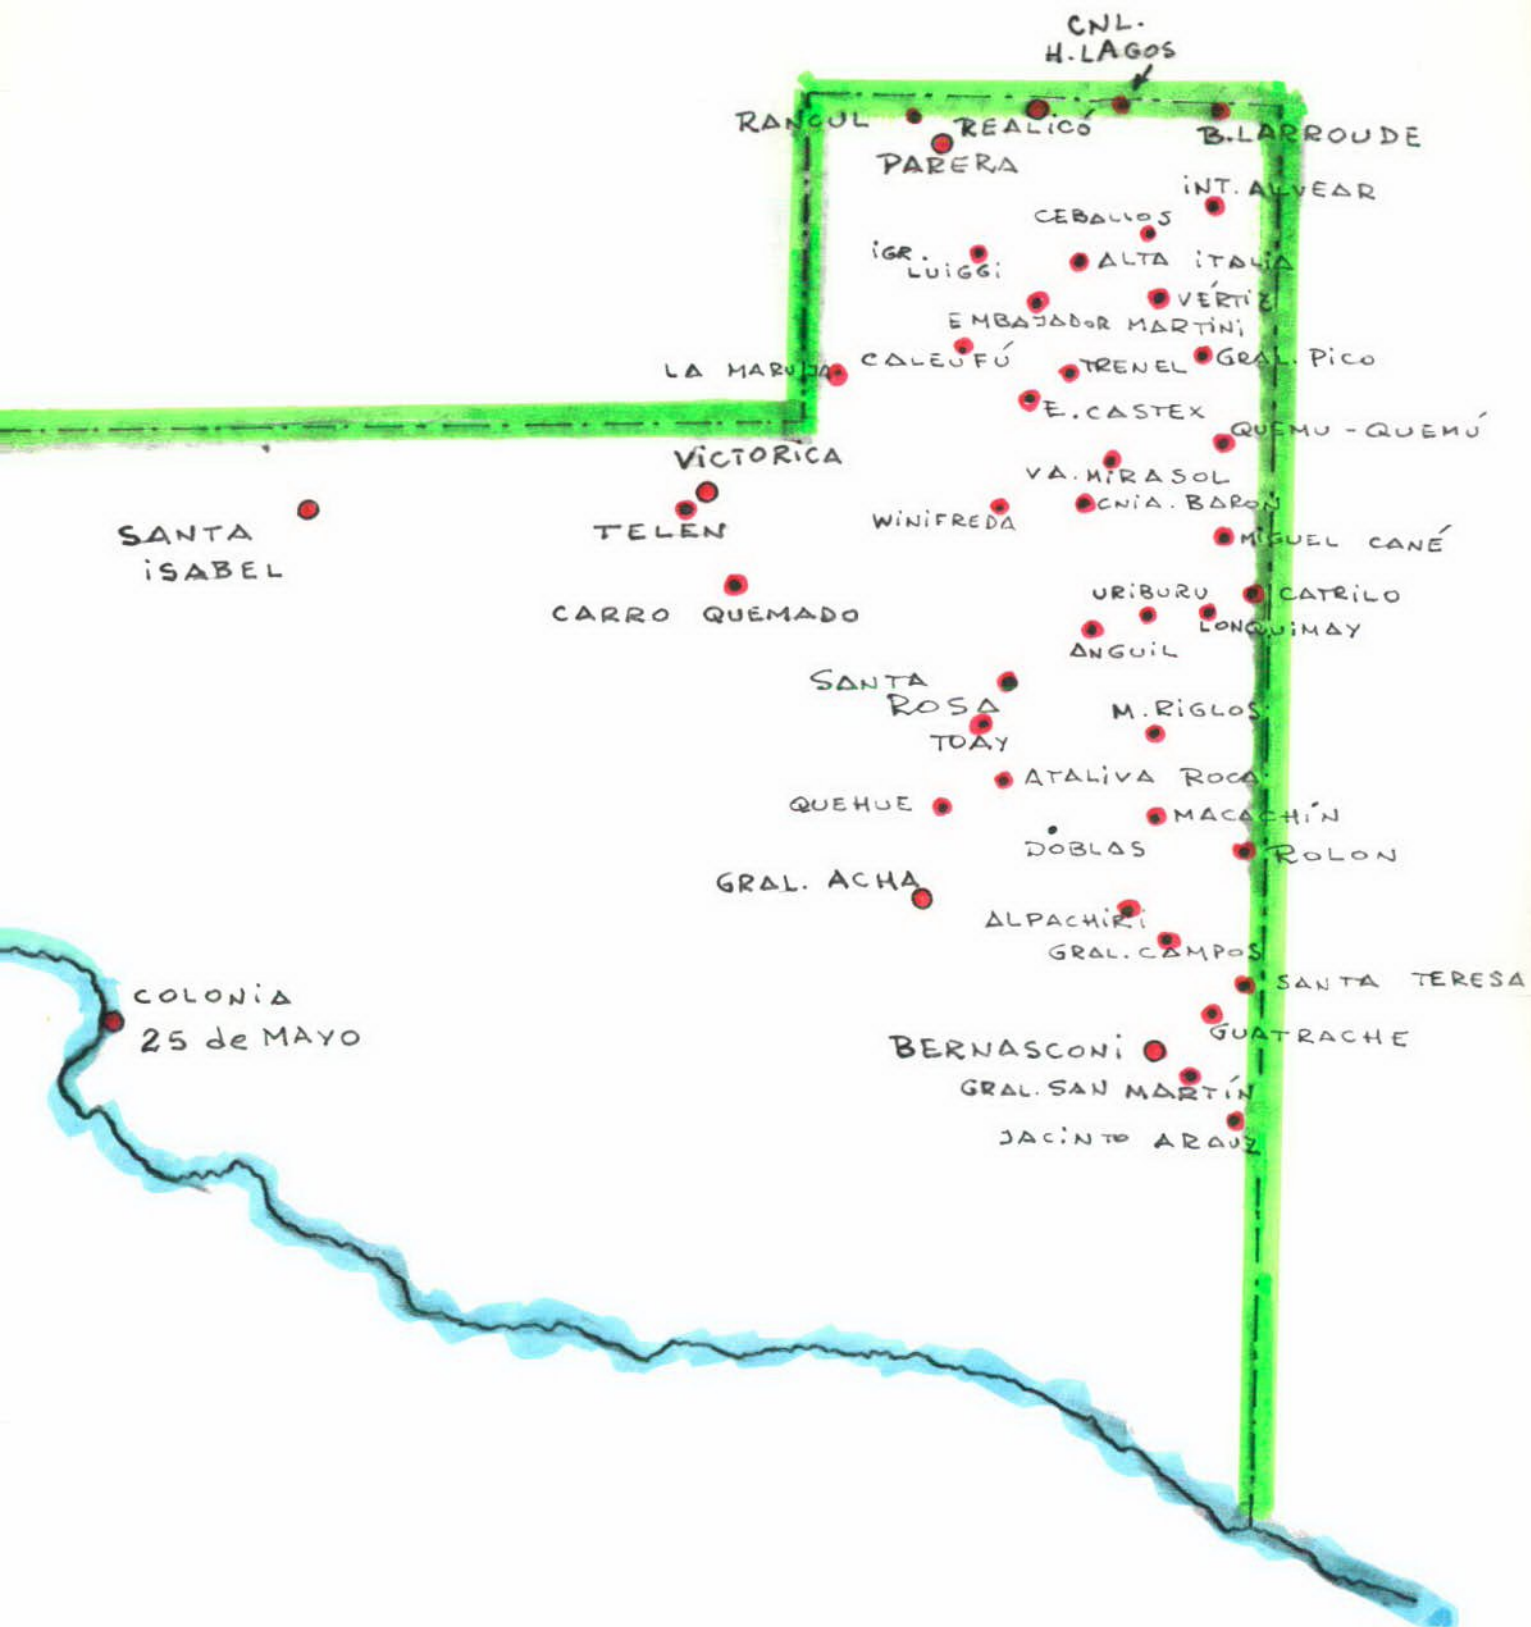 CNL.
H.LAGOS
RANCUL
REALICÓ
B.LARROUDE
PARERA
INT. ALVEAR
CEBALLOS
IGR.
LUIGGI
ALTA ITALIA
VÉRTIZ
EMBAJADOR MARTINI
CALEUFÚ
GRAL. PICO
LA MARUJA
TRENEL
E. CASTEX
QUEMU - QUEMÚ
VICTORICA
VA. MIRASOL
CNIA. BARON
WINIFREDA
SANTA
ISABEL
TELEN
MIGUEL CANÉ
CARRO QUEMADO
URIBURU
CATRILO
LONQUIMAY
ANGUIL
SANTA
ROSA
M. RIGLOS
TOAY
ATALIVA ROCA
QUEHUE
MACACHÍN
DOBLAS
ROLON
GRAL. ACHA
ALPACHIRI
GRAL. CAMPOS
SANTA TERESA
COLONIA
25 de MAYO
GUATRACHE
BERNASCONI
GRAL. SAN MARTÍN
JACINTO ARAUZ